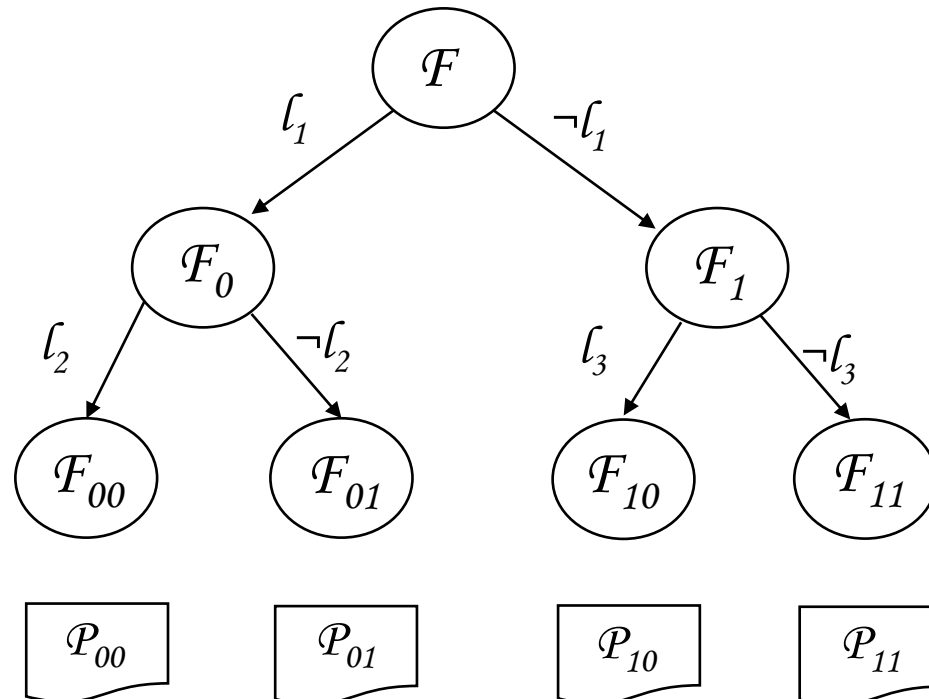 ℱ
l₁ ¬l₁
ℱ₀ ℱ₁
l₂ ¬l₂ l₃ ¬l₃
ℱ₀₀ ℱ₀₁ ℱ₁₀ ℱ₁₁
𝒫₀₀ 𝒫₀₁ 𝒫₁₀ 𝒫₁₁